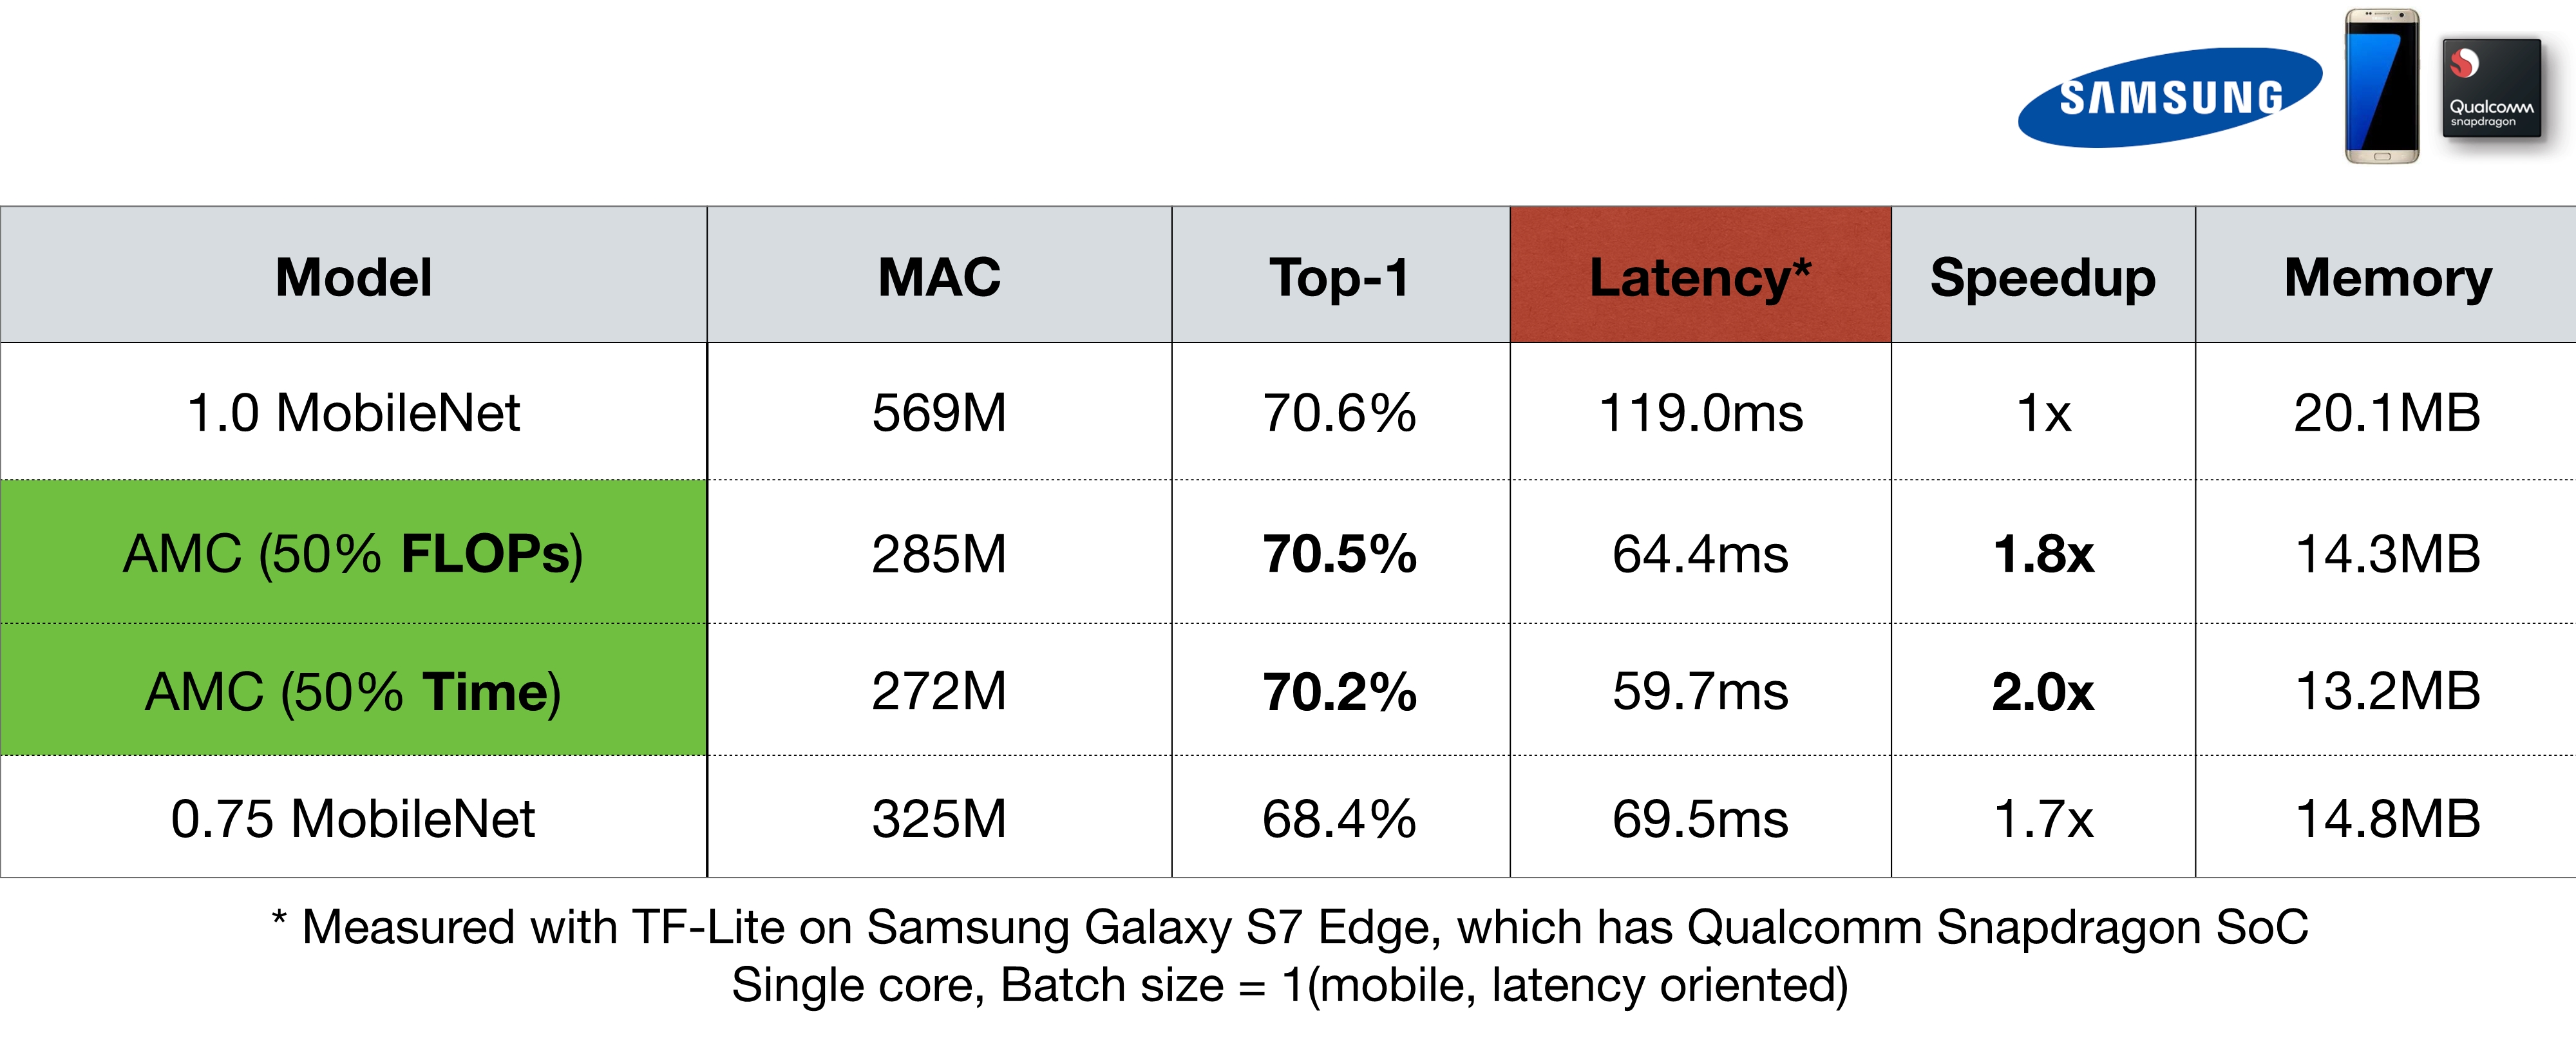 SAMSUNG
Qualcomm
snapdragon
Model MAC Top-1 Latency* Speedup Memory
1.0 MobileNet 569M 70.6% 119.0ms 1x 20.1MB
AMC (50% FLOPs) 285M 70.5% 64.4ms 1.8x 14.3MB
AMC (50% Time) 272M 70.2% 59.7ms 2.0x 13.2MB
0.75 MobileNet 325M 68.4% 69.5ms 1.7x 14.8MB
* Measured with TF-Lite on Samsung Galaxy S7 Edge, which has Qualcomm Snapdragon SoC
Single core, Batch size = 1(mobile, latency oriented)